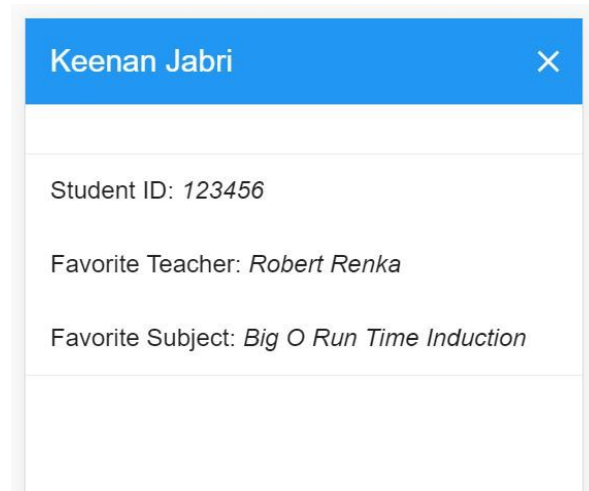 Keenan Jabri
Student ID: 123456
Favorite Teacher: Robert Renka
Favorite Subject: Big O Run Time Induction